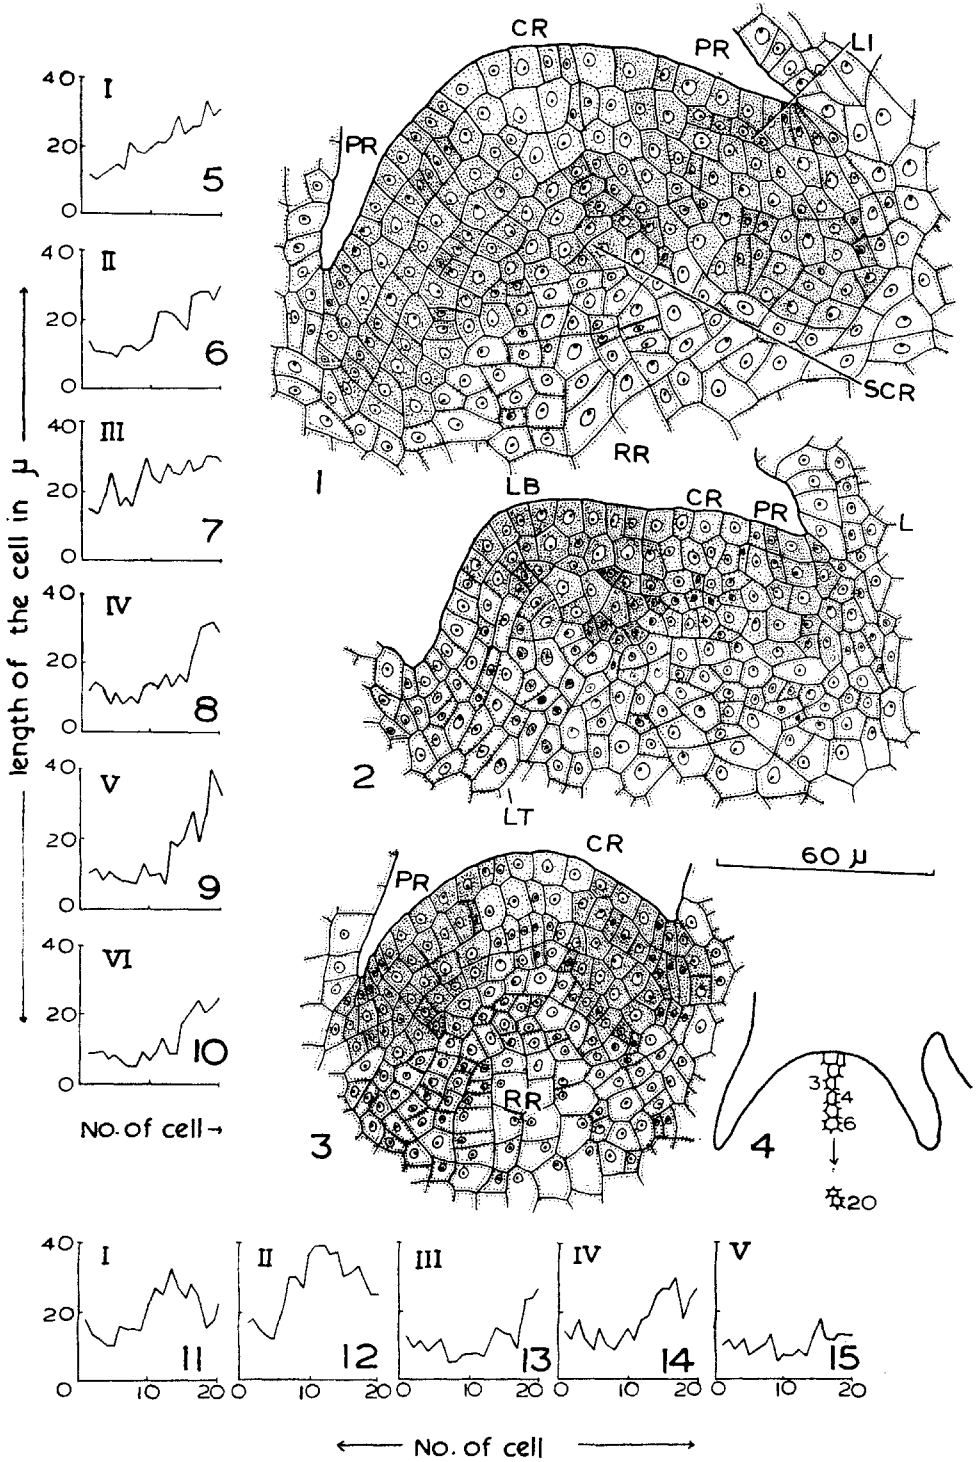 CR
PR
LI
PR
SCR
RR
1
LB
CR
PR
L
2
LT
CR
PR
60 μ
RR
3
3
4
6
20
4
length of the cell in μ
40
20
0
I
5
40
20
0
II
6
40
20
0
III
7
40
20
0
IV
8
40
20
0
V
9
40
20
0
VI
10
No. of cell →
40
20
0
I
11
10
20
II
12
0
10
20
III
13
0
10
20
IV
14
0
10
20
V
15
0
10
20
← No. of cell →